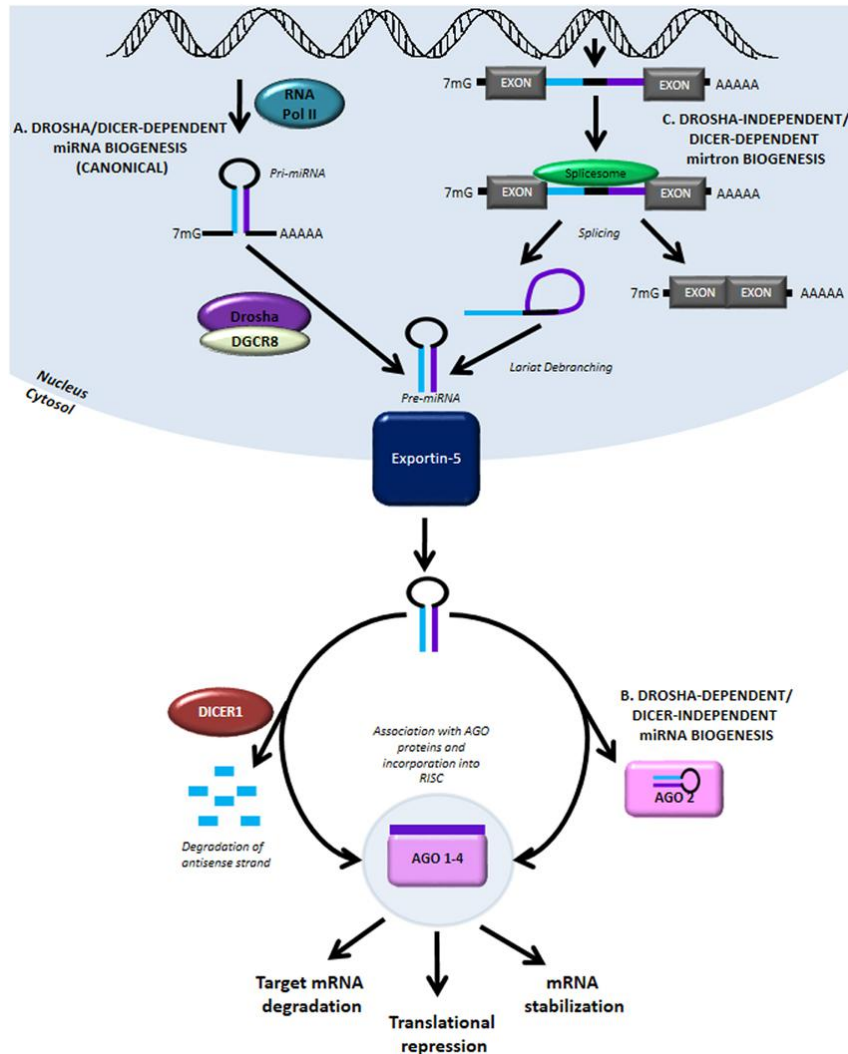 RNA
Pol II
A. DROSHA/DICER-DEPENDENT
miRNA BIOGENESIS
(CANONICAL)
Pri-miRNA
7mG
AAAAA
Drosha
DGCR8
7mG
EXON
EXON
AAAAA
C. DROSHA-INDEPENDENT/
DICER-DEPENDENT
mirtron BIOGENESIS
Splicesome
7mG
EXON
EXON
AAAAA
Splicing
7mG
EXON
EXON
AAAAA
Lariat Debranching
Pre-miRNA
Nucleus
Cytosol
Exportin-5
DICER1
Degradation of
antisense strand
Association with AGO
proteins and
incorporation into
RISC
B. DROSHA-DEPENDENT/
DICER-INDEPENDENT
miRNA BIOGENESIS
AGO 2
AGO 1-4
Target mRNA
degradation
Translational
repression
mRNA
stabilization